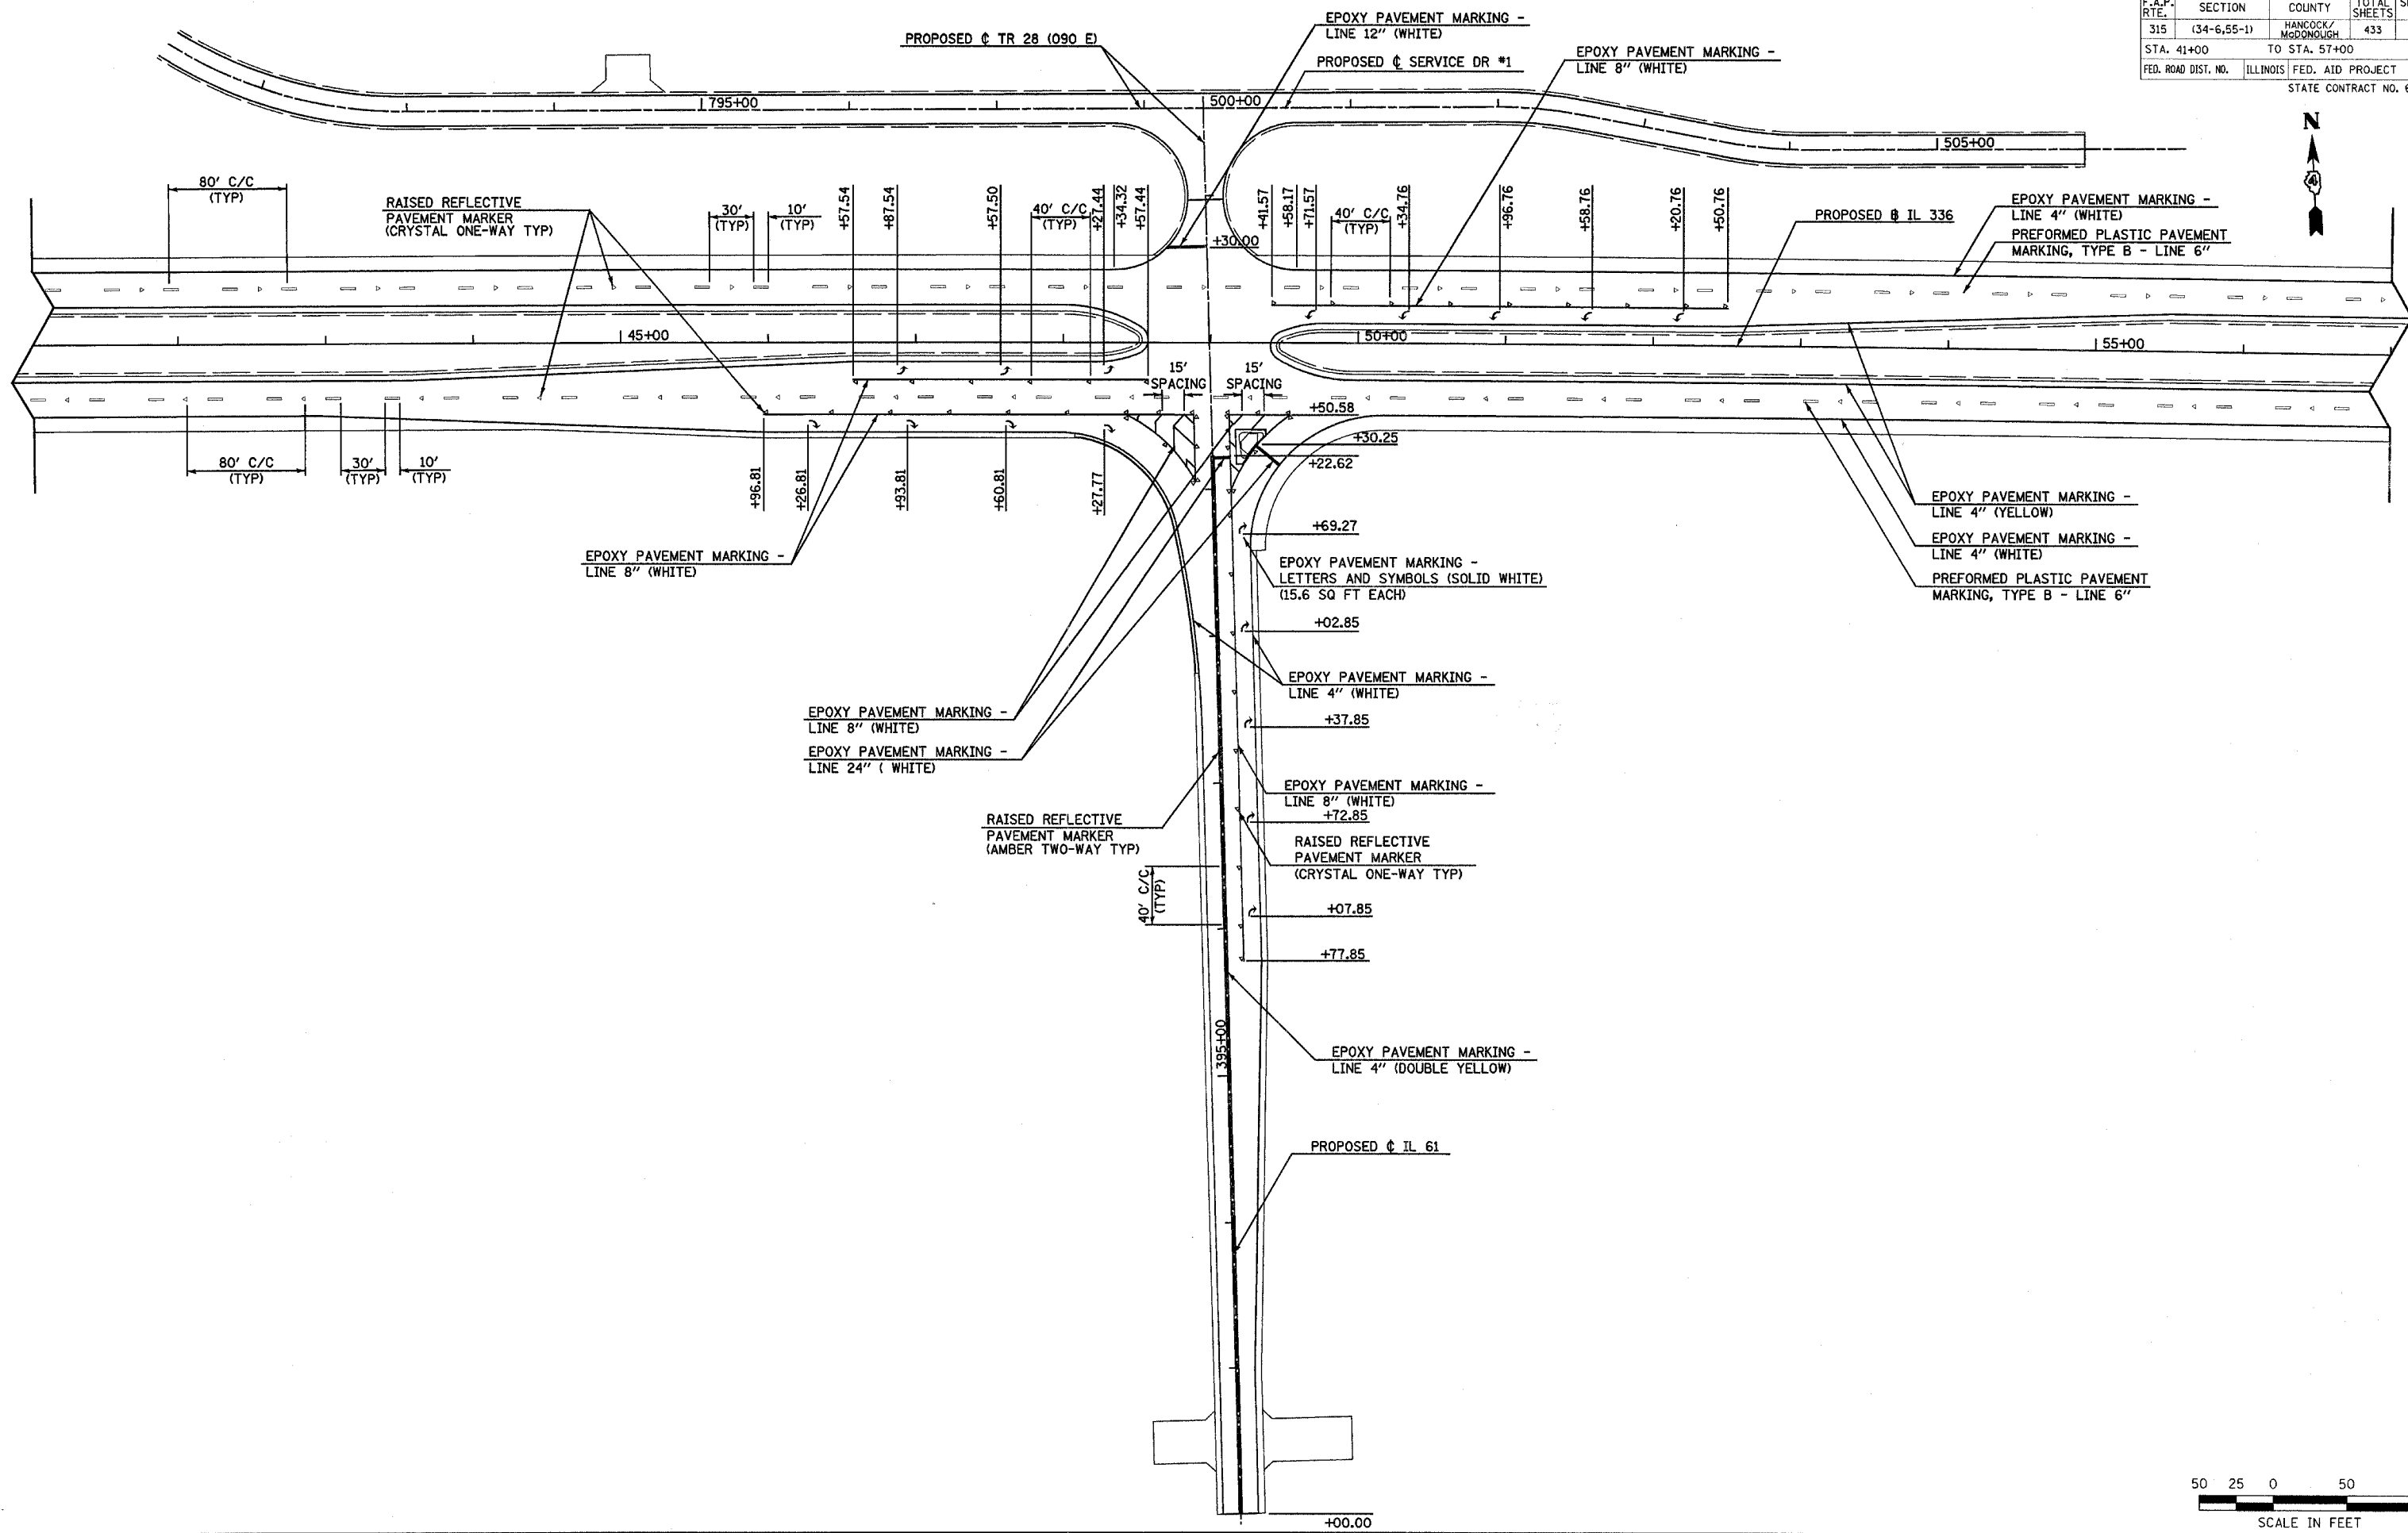 F.A.P. RTE. SECTION COUNTY TOTAL SHEETS
315 (34-6,55-1) HANCOCK/ McDONOUGH 433
STA. 41+00 TO STA. 57+00
FED. ROAD DIST. NO. ILLINOIS FED. AID PROJECT
STATE CONTRACT NO.
N
PROPOSED ℄ TR 28 (090 E)
EPOXY PAVEMENT MARKING -
LINE 12" (WHITE)
PROPOSED ℄ SERVICE DR #1
EPOXY PAVEMENT MARKING -
LINE 8" (WHITE)
795+00
500+00
505+00
80' C/C
(TYP)
RAISED REFLECTIVE
PAVEMENT MARKER
(CRYSTAL ONE-WAY TYP)
30'
(TYP)
10'
(TYP)
+57.54
+87.54
+57.50
40' C/C
(TYP)
+27.44
+34.32
+57.44
+30.00
+41.57
+58.17
+71.57
40' C/C
(TYP)
+34.76
+96.76
+58.76
+20.76
+50.76
PROPOSED B IL 336
EPOXY PAVEMENT MARKING -
LINE 4" (WHITE)
PREFORMED PLASTIC PAVEMENT
MARKING, TYPE B - LINE 6"
45+00
50+00
55+00
15'
SPACING
15'
SPACING
+50.58
+30.25
+22.62
80' C/C
(TYP)
30'
(TYP)
10'
(TYP)
+96.81
+26.81
+93.81
+60.81
+27.77
EPOXY PAVEMENT MARKING -
LINE 8" (WHITE)
+69.27
EPOXY PAVEMENT MARKING -
LETTERS AND SYMBOLS (SOLID WHITE)
(15.6 SQ FT EACH)
EPOXY PAVEMENT MARKING -
LINE 4" (YELLOW)
EPOXY PAVEMENT MARKING -
LINE 4" (WHITE)
PREFORMED PLASTIC PAVEMENT
MARKING, TYPE B - LINE 6"
+02.85
EPOXY PAVEMENT MARKING -
LINE 4" (WHITE)
EPOXY PAVEMENT MARKING -
LINE 8" (WHITE)
EPOXY PAVEMENT MARKING -
LINE 24" ( WHITE)
+37.85
EPOXY PAVEMENT MARKING -
LINE 8" (WHITE)
+72.85
RAISED REFLECTIVE
PAVEMENT MARKER
(AMBER TWO-WAY TYP)
RAISED REFLECTIVE
PAVEMENT MARKER
(CRYSTAL ONE-WAY TYP)
40' C/C
(TYP)
+07.85
+77.85
395+00
EPOXY PAVEMENT MARKING -
LINE 4" (DOUBLE YELLOW)
PROPOSED ℄ IL 61
+00.00
50 25 0 50
SCALE IN FEET